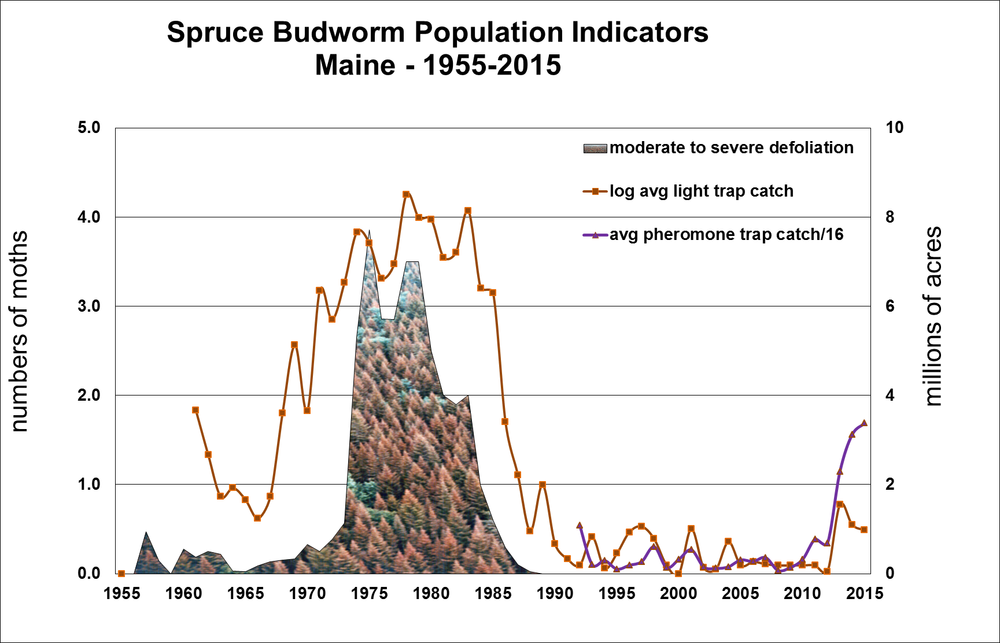 Spruce Budworm Population Indicators
Maine - 1955-2015
numbers of moths
5.0
4.0
3.0
2.0
1.0
0.0
moderate to severe defoliation
log avg light trap catch
avg pheromone trap catch/16
10
8
6
4
2
0
millions of acres
1955 1960 1965 1970 1975 1980 1985 1990 1995 2000 2005 2010 2015